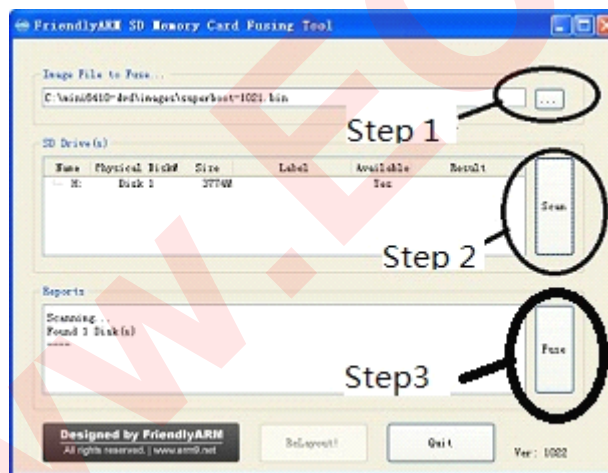 FriendlyARM SD Memory Card Fusing Tool
Image File to Fuse...
C:\mini6410-dvd\images\superboot-1021.bin
...
Step 1
SD Drive(s)
Name Physical Disk# Size Label Available Result
Disk 1 3774M Yes
Scan
Step 2
Reports
Scanning...
Found 1 Disk(s)
----
Fuse
Step3
Designed by FriendlyARM
All rights reserved. | www.arm9.net
ReLayout!
Quit
Ver: 1022